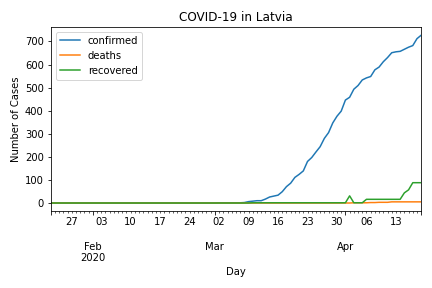 COVID-19 in Latvia
confirmed
deaths
recovered
Number of Cases
700
600
500
400
300
200
100
0
27 03 10 17 24 02 09 16 23 30 06 13
Feb Mar Apr
2020
Day